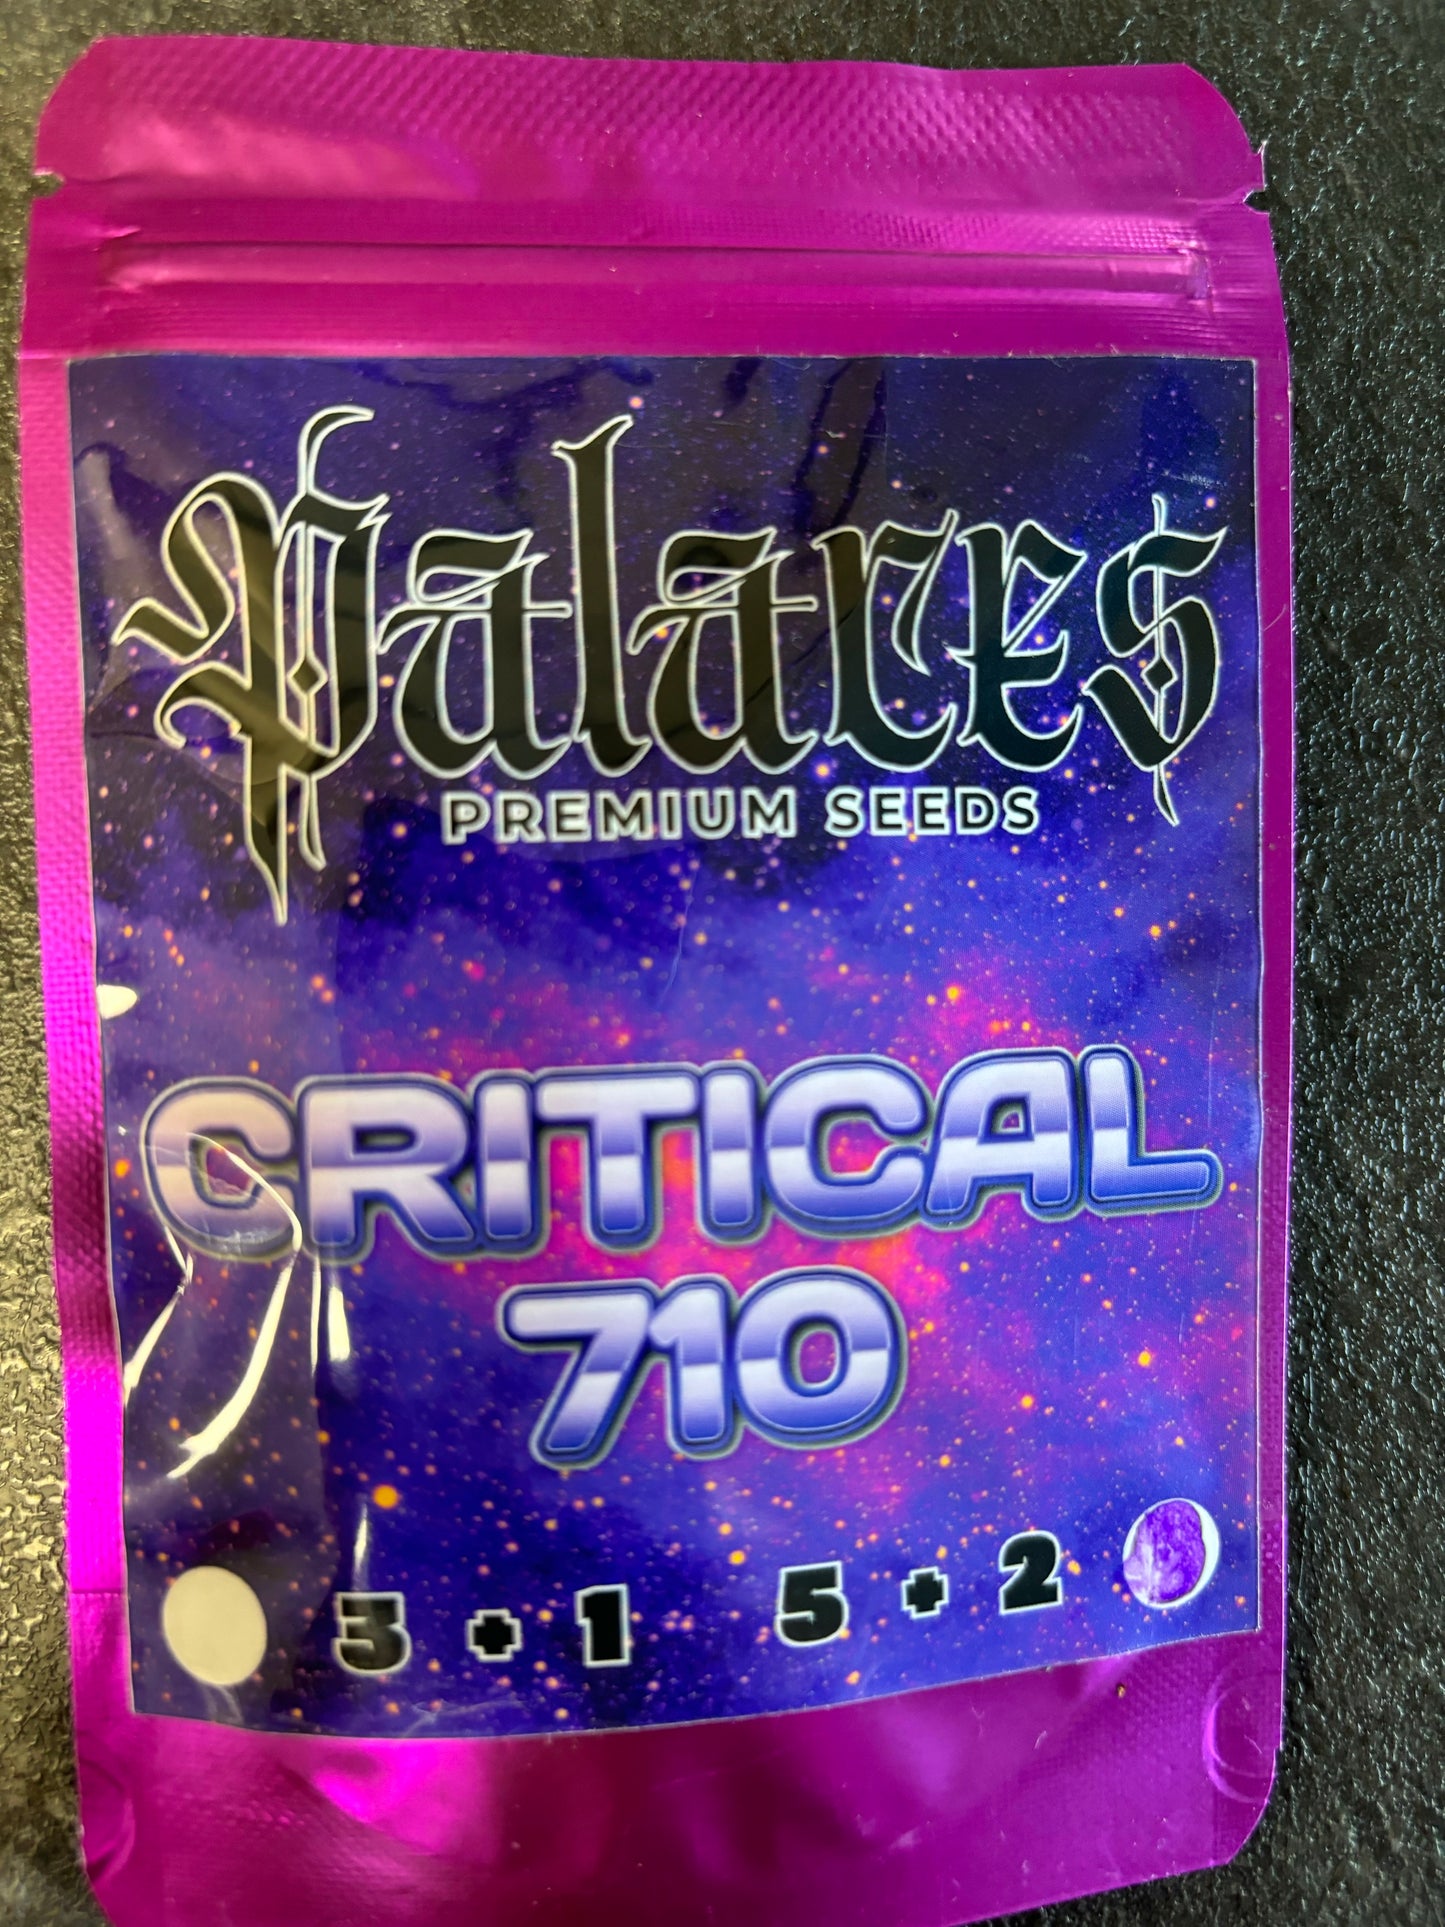 Palaces
PREMIUM SEEDS
CRITICAL
710
3 + 1 5 + 2